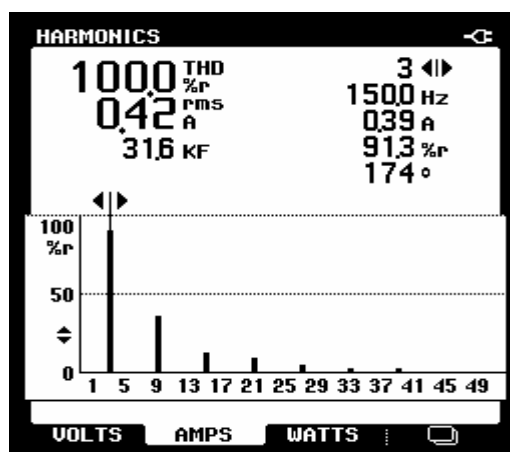 HARMONICS
100.0 THD %r
0.42 rms A
31.6 KF
3
150.0 Hz
0.39 A
91.3 %r
174 °
100
%r
50
0
1 5 9 13 17 21 25 29 33 37 41 45 49
VOLTS AMPS WATTS